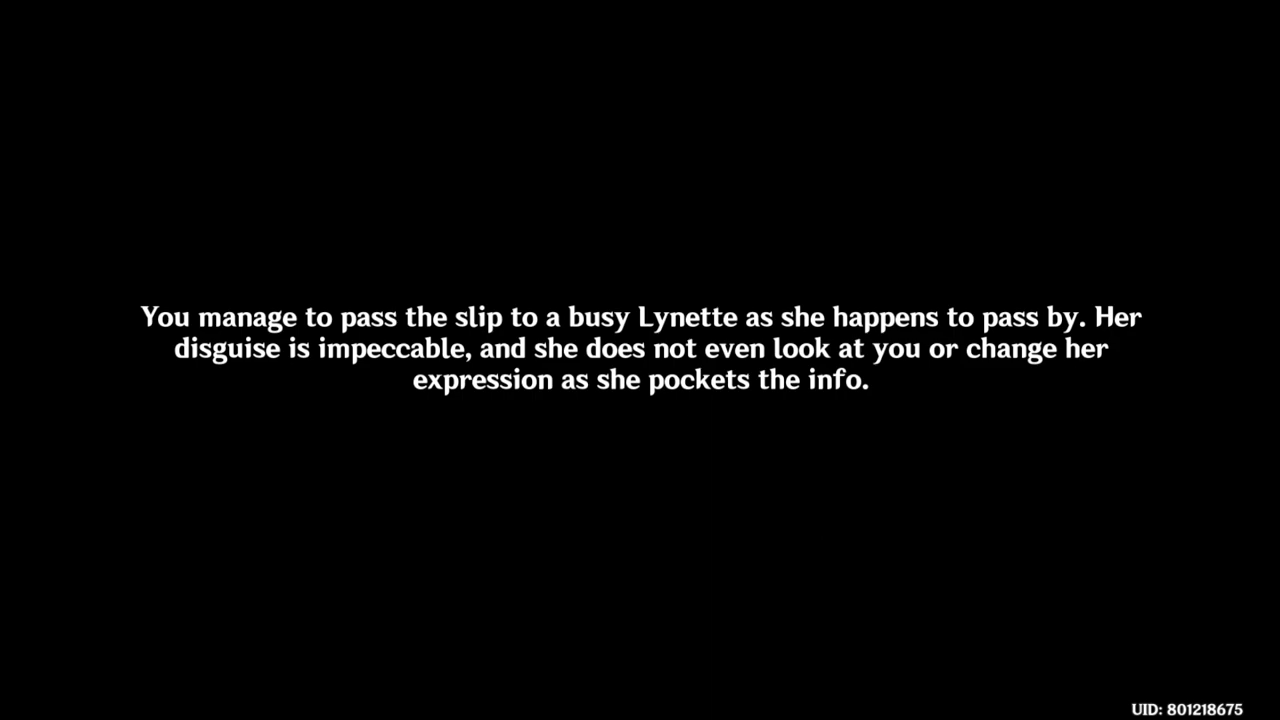 You manage to pass the slip to a busy Lynette as she happens to pass by. Her
disguise is impeccable, and she does not even look at you or change her
expression as she pockets the info.
UID: 801218675